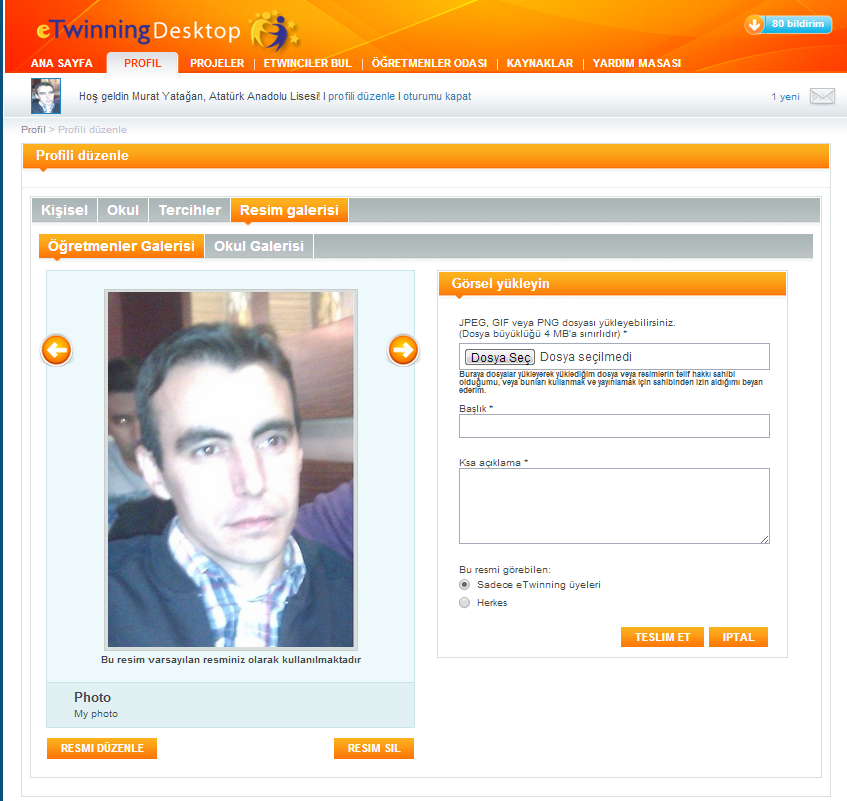 eTwinning Desktop
80 bildirim
ANA SAYFA PROFIL PROJELER | ETWINCILER BUL | ÖĞRETMENLER ODASI | KAYNAKLAR | YARDIM MASASI
Hoş geldin Murat Yatağan, Atatürk Anadolu Lisesi! I profili düzenle I oturumu kapat
1 yeni
Profil > Profili düzenle
Profili düzenle
Kişisel Okul Tercihler Resim galerisi
Öğretmenler Galerisi Okul Galerisi
Bu resim varsayılan resminiz olarak kullanılmaktadır
Photo
My photo
RESMI DÜZENLE RESIM SIL
Görsel yükleyin
JPEG, GIF veya PNG dosyası yükleyebilirsiniz.
(Dosya büyüklüğü 4 MB'a sınırlıdır) *
Dosya Seç Dosya seçilmedi
Buraya dosyalar yükleyerek yüklediğim dosya veya resimlerin telif hakkı sahibi
olduğumu, veya bunları kullanmak ve yayınlamak için sahibinden izin aldığımı beyan
ederim.
Başlık *
Ksa açıklama *
Bu resmi görebilen:
Sadece eTwinning üyeleri
Herkes
TESLIM ET IPTAL